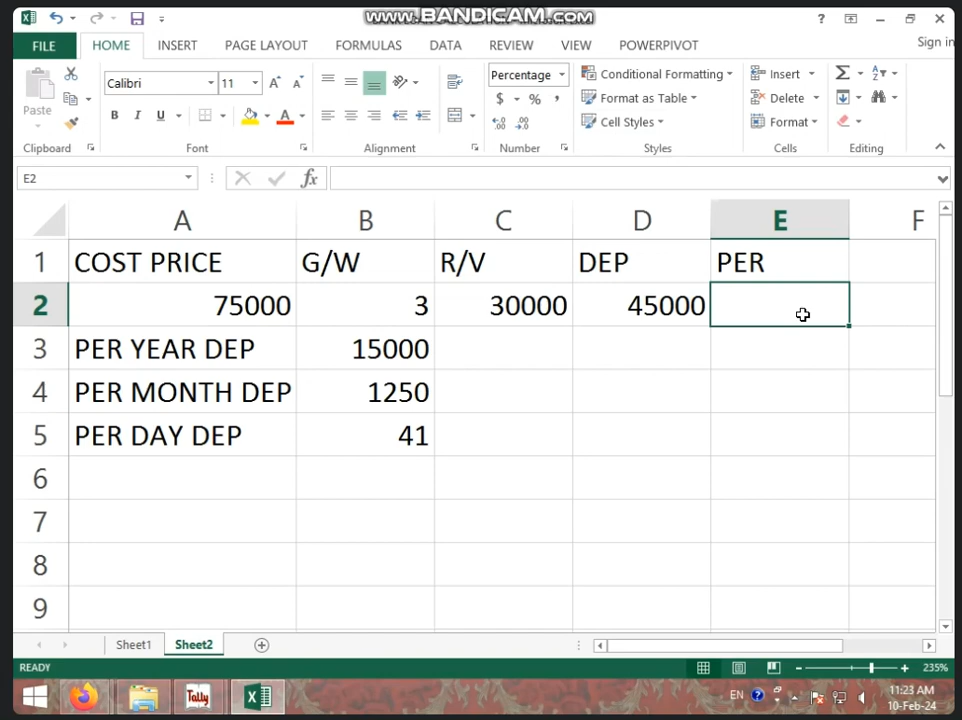 www.BANDICAM.com
?
FILE HOME INSERT PAGE LAYOUT FORMULAS DATA REVIEW VIEW POWERPIVOT Sign in
Paste
Calibri 11
B I U A
Percentage
$ % ,
Conditional Formatting
Format as Table
Cell Styles
Insert
Delete
Format
Clipboard Font Alignment Number Styles Cells Editing
E2 fx
A B C D E F
1 COST PRICE G/W R/V DEP PER
2 75000 3 30000 45000
3 PER YEAR DEP 15000
4 PER MONTH DEP 1250
5 PER DAY DEP 41
6
7
8
9
Sheet1 Sheet2
READY 235%
Tally EN 11:23 AM
10-Feb-24